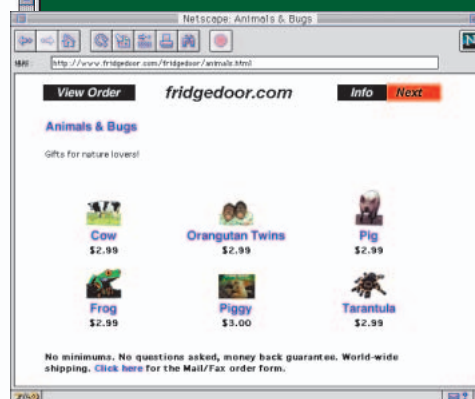 Netscape: Animals & Bugs
N
http://www.fridgedoor.com/fridgedoor/animals.html
View Order fridgedoor.com Info Next
Animals & Bugs
Gifts for nature lovers!
Cow Orangutan Twins Pig
$2.99 $2.99 $2.99
Frog Piggy Tarantula
$2.99 $3.00 $2.99
No minimums. No questions asked, money back guarantee. World-wide
shipping. Click here for the Mail/Fax order form.